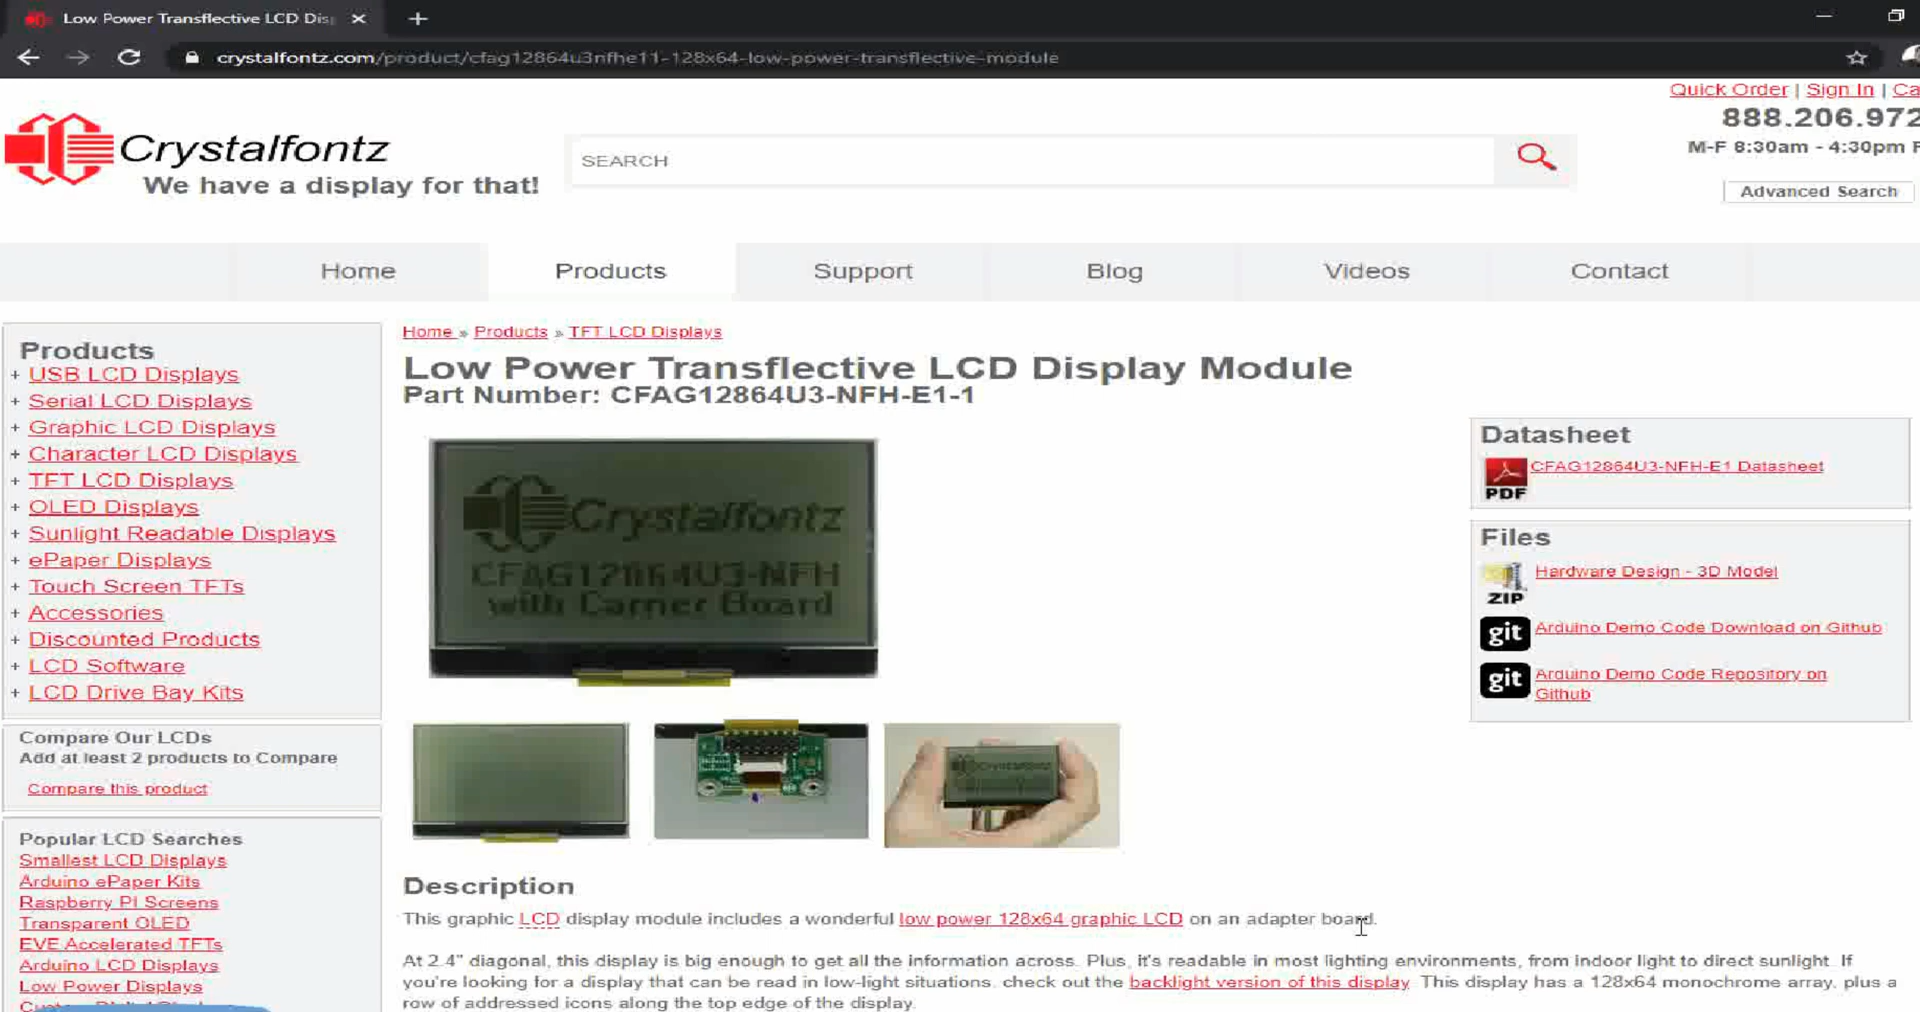 Low Power Transflective LCD Dis
crystalfontz.com/product/cfag12864u3nfhe11-128x64-low-power-transflective-module
Quick Order | Sign In | Ca
888.206.972
M-F 8:30am - 4:30pm P
Crystalfontz
We have a display for that!
SEARCH
Advanced Search
Home
Products
Support
Blog
Videos
Contact
Products
+ USB LCD Displays
+ Serial LCD Displays
+ Graphic LCD Displays
+ Character LCD Displays
+ TFT LCD Displays
+ OLED Displays
+ Sunlight Readable Displays
+ ePaper Displays
+ Touch Screen TFTs
+ Accessories
+ Discounted Products
+ LCD Software
+ LCD Drive Bay Kits
Compare Our LCDs
Add at least 2 products to Compare
Compare this product
Popular LCD Searches
Smallest LCD Displays
Arduino ePaper Kits
Raspberry PI Screens
Transparent OLED
EVE Accelerated TFTs
Arduino LCD Displays
Low Power Displays
Home » Products » TFT LCD Displays
Low Power Transflective LCD Display Module
Part Number: CFAG12864U3-NFH-E1-1
Crystalfontz
CFAG12864U3-NFH
with Carrier Board
Crystalfontz
Datasheet
PDF
CFAG12864U3-NFH-E1 Datasheet
Files
ZIP
Hardware Design - 3D Model
git
Arduino Demo Code Download on Github
git
Arduino Demo Code Repository on
Github
Description
This graphic LCD display module includes a wonderful low power 128x64 graphic LCD on an adapter board.
At 2.4" diagonal, this display is big enough to get all the information across. Plus, it's readable in most lighting environments, from indoor light to direct sunlight. If
you're looking for a display that can be read in low-light situations, check out the backlight version of this display. This display has a 128x64 monochrome array, plus a
row of addressed icons along the top edge of the display.